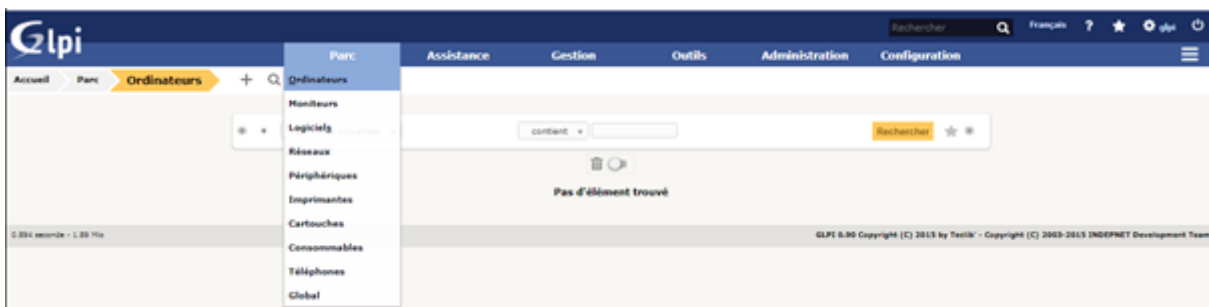 Glpi
Rechercher Français ? glpi
Parc Assistance Gestion Outils Administration Configuration
Accueil Parc Ordinateurs
Ordinateurs
Moniteurs
Logiciels
contient
Rechercher
Réseaux
Périphériques
Pas d'élément trouvé
Imprimantes
Cartouches
GLPI 0.90 Copyright (C) 2015 by Teclib' - Copyright (C) 2003-2015 INDEPNET Development Team
Consommables
Téléphones
Global